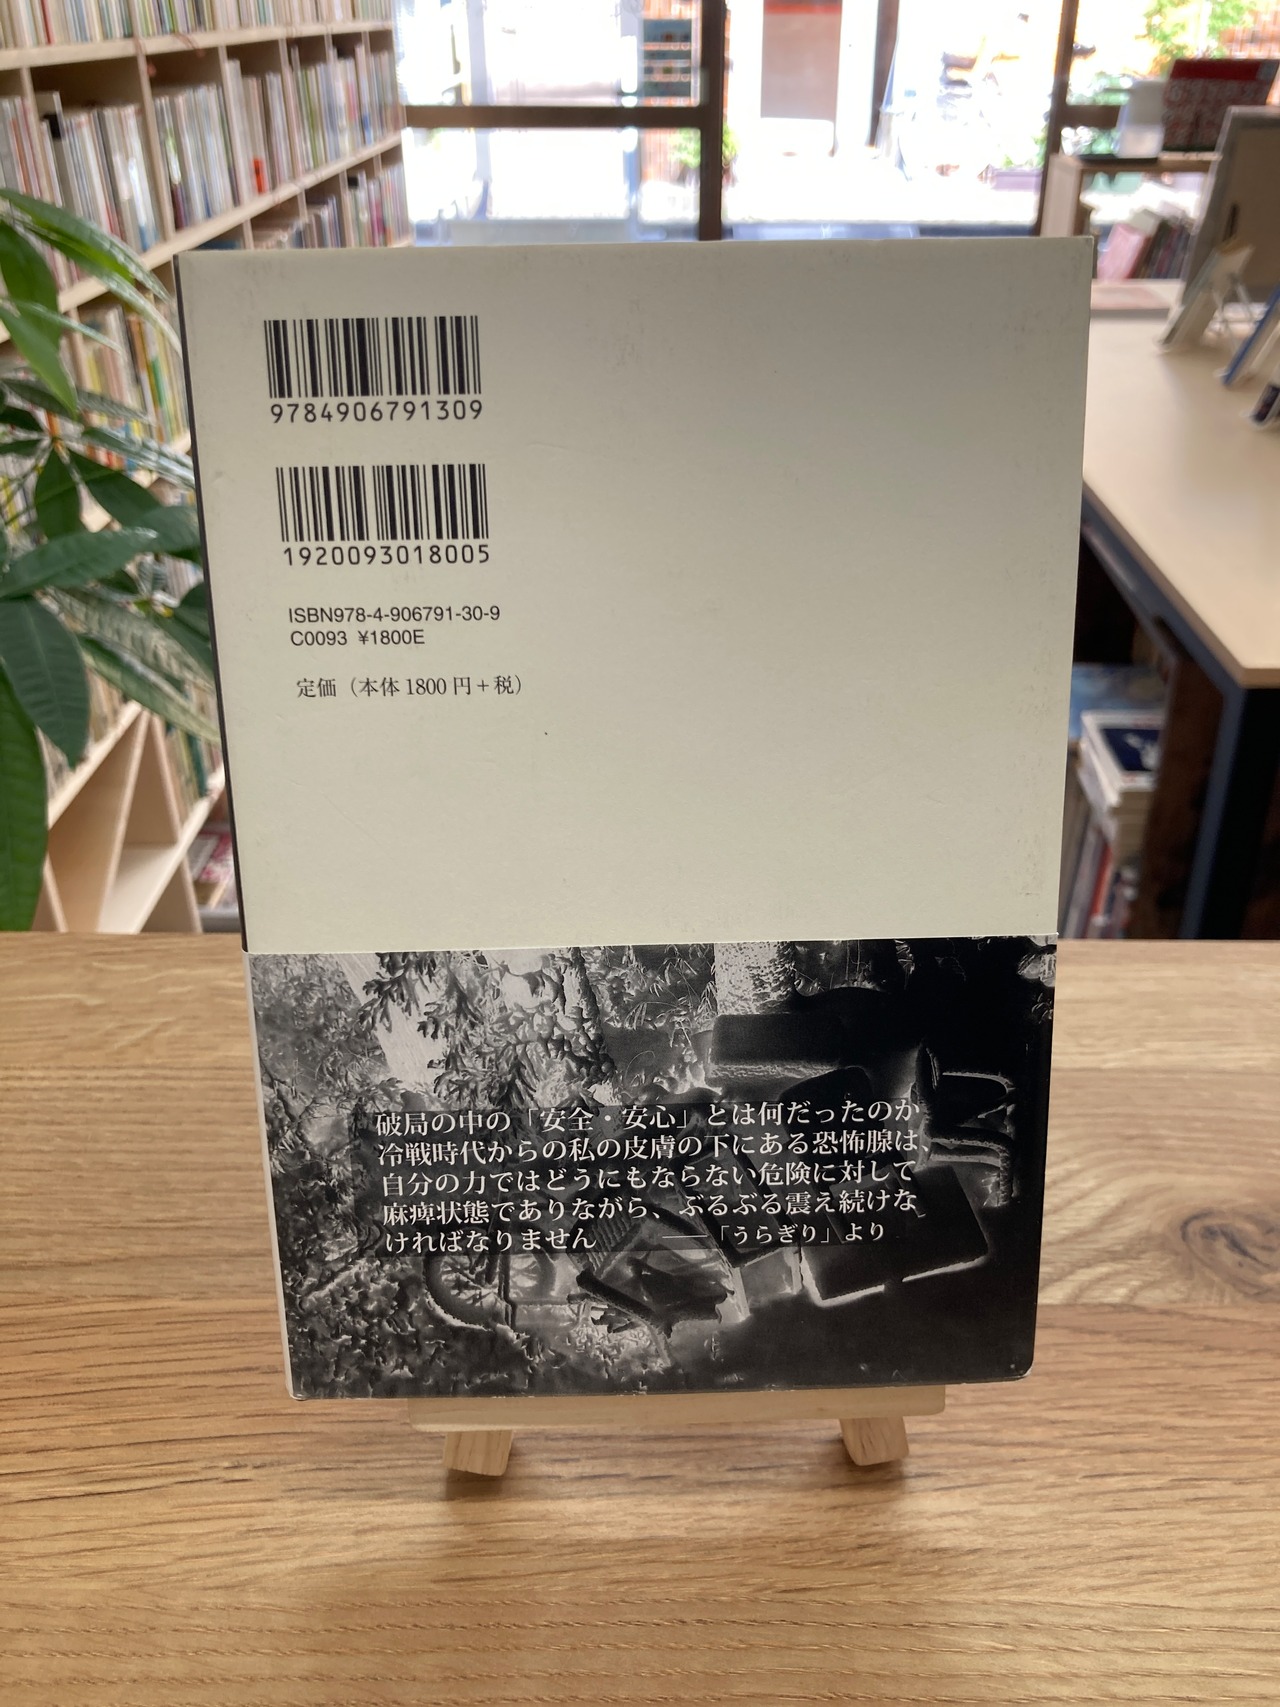 9784906791309
1920093018005
ISBN978-4-906791-30-9
C0093 ¥1800E
定価（本体1800円＋税）
破局の中の「安全・安心」とは何だったのか
冷戦時代からの私の皮膚の下にある恐怖腺は、
自分の力ではどうにもならない危険に対して
麻痺状態でありながら、ぶるぶる震え続けな
ければなりません ——「うらぎり」より